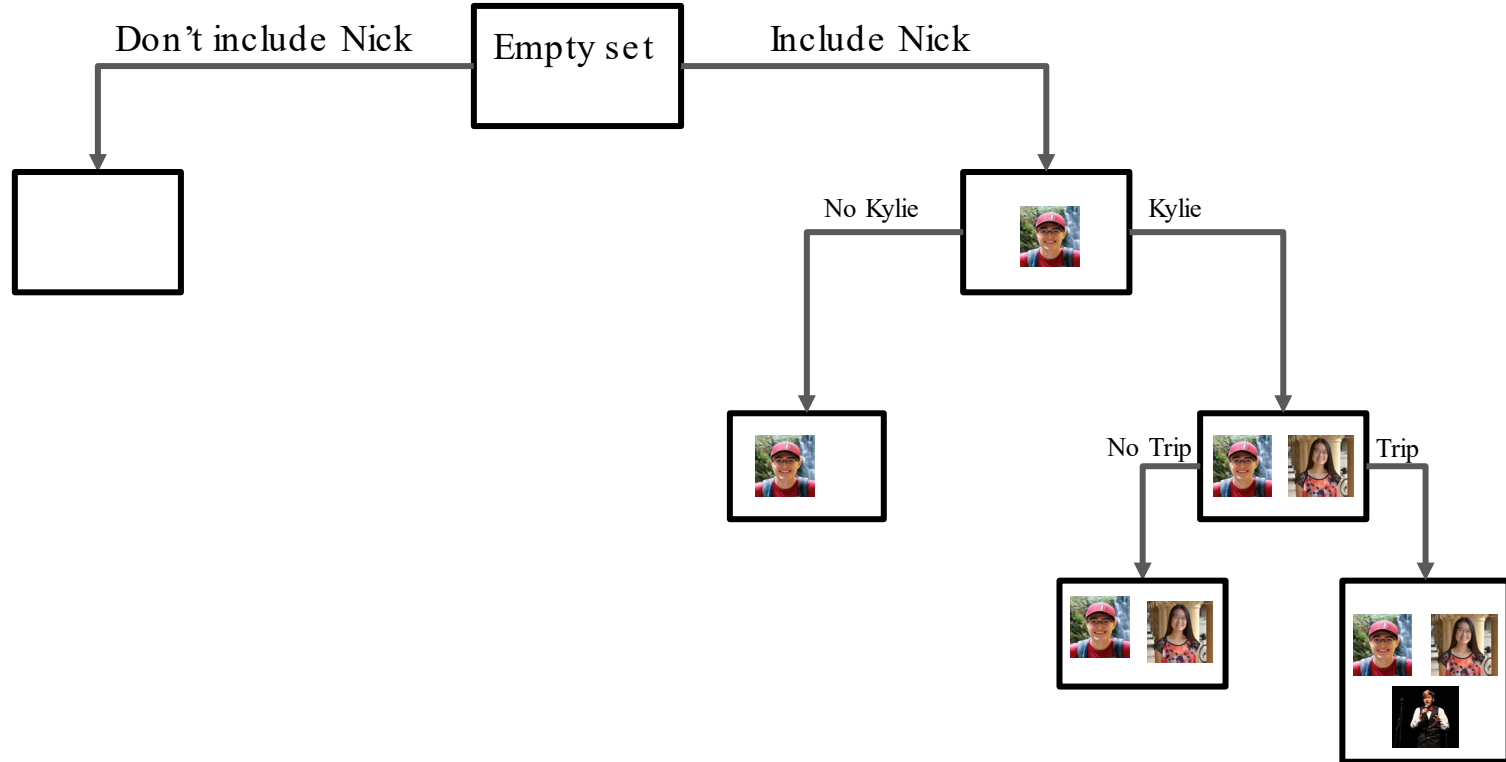 Don't include Nick
Empty set
Include Nick
No Kylie
Kylie
No Trip
Trip